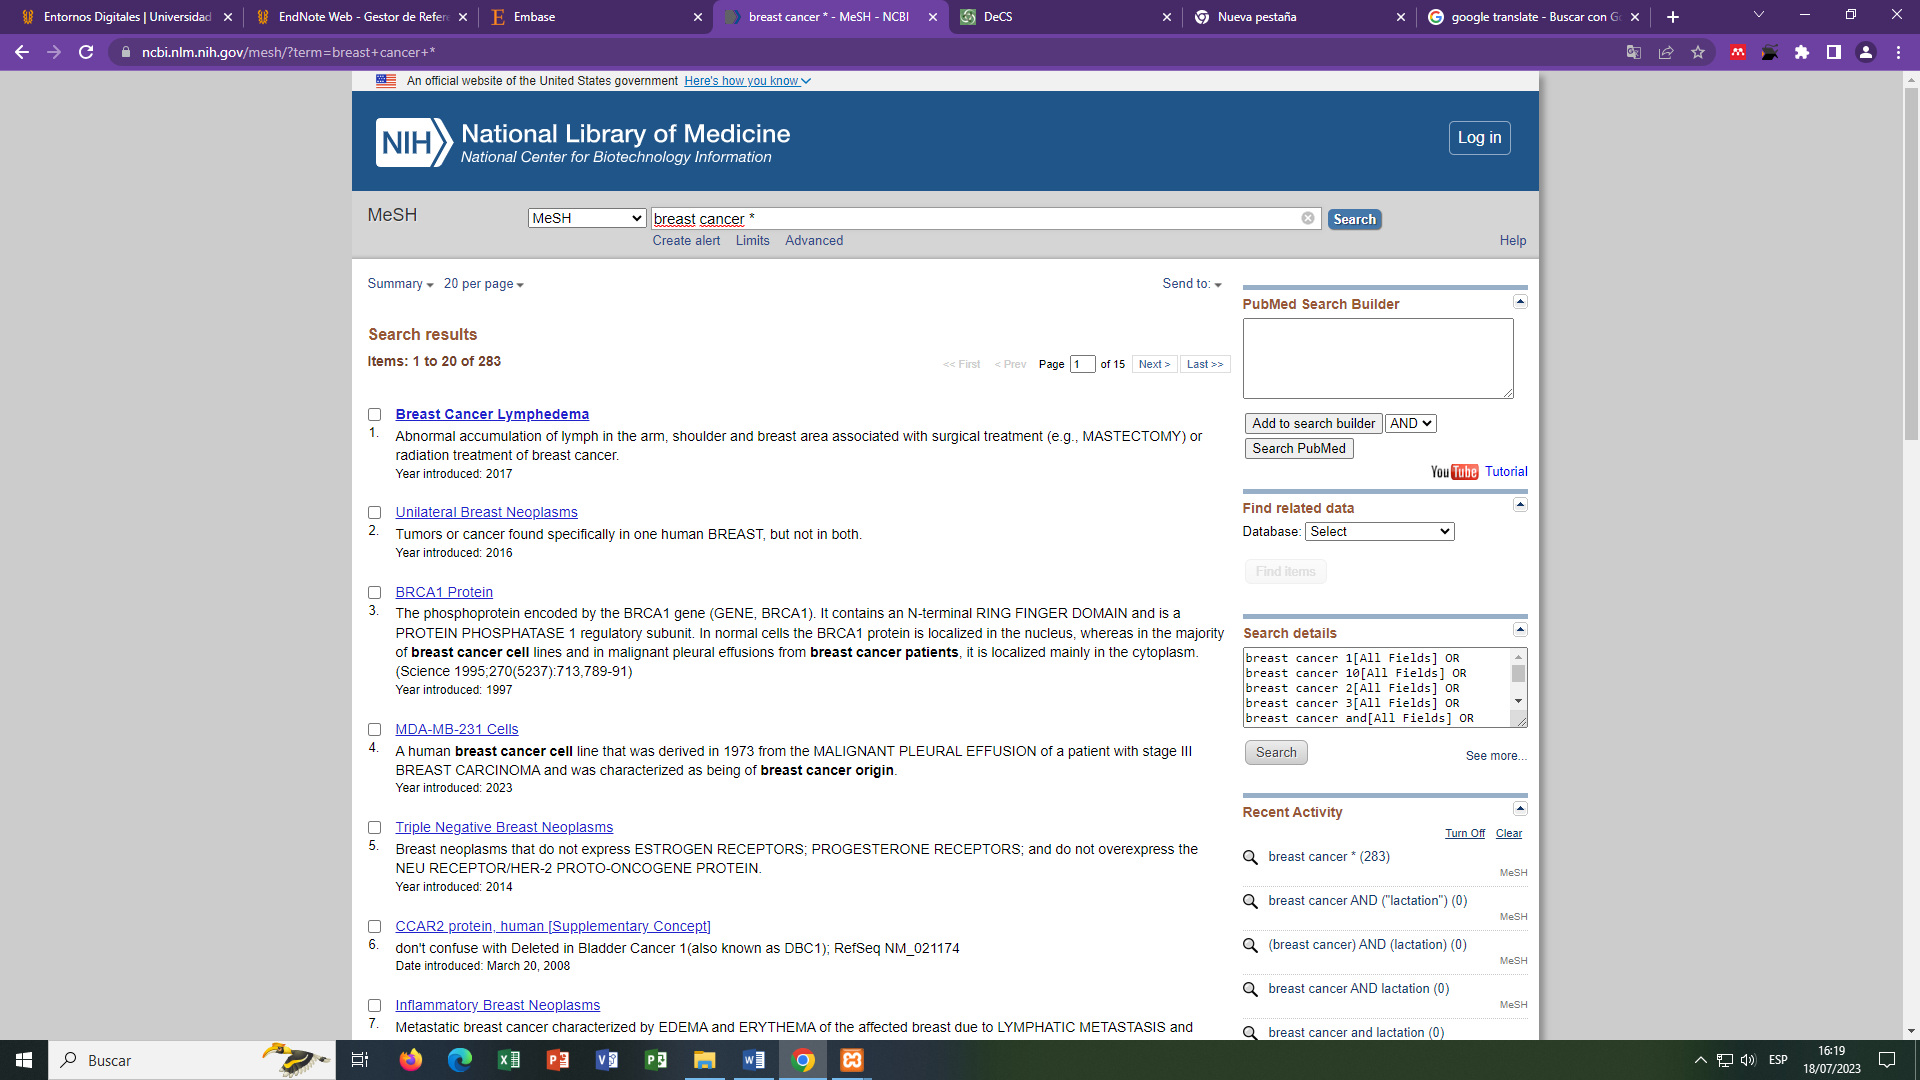 Entornos Digitales | Universidad
EndNote Web - Gestor de Refere
Embase
breast cancer * - MeSH - NCBI
DeCS
Nueva pestaña
google translate - Buscar con Go
ncbi.nlm.nih.gov/mesh/?term=breast+cancer+*
An official website of the United States government Here's how you know
NIH National Library of Medicine
National Center for Biotechnology Information
Log in
MeSH
MeSH
breast cancer *
Search
Create alert Limits Advanced
Help
Summary 20 per page
Send to:
Search results
Items: 1 to 20 of 283
<< First < Prev Page 1 of 15 Next > Last >>
Breast Cancer Lymphedema
1. Abnormal accumulation of lymph in the arm, shoulder and breast area associated with surgical treatment (e.g., MASTECTOMY) or
radiation treatment of breast cancer.
Year introduced: 2017
Unilateral Breast Neoplasms
2. Tumors or cancer found specifically in one human BREAST, but not in both.
Year introduced: 2016
BRCA1 Protein
3. The phosphoprotein encoded by the BRCA1 gene (GENE, BRCA1). It contains an N-terminal RING FINGER DOMAIN and is a
PROTEIN PHOSPHATASE 1 regulatory subunit. In normal cells the BRCA1 protein is localized in the nucleus, whereas in the majority
of breast cancer cell lines and in malignant pleural effusions from breast cancer patients, it is localized mainly in the cytoplasm.
(Science 1995;270(5237):713,789-91)
Year introduced: 1997
MDA-MB-231 Cells
4. A human breast cancer cell line that was derived in 1973 from the MALIGNANT PLEURAL EFFUSION of a patient with stage III
BREAST CARCINOMA and was characterized as being of breast cancer origin.
Year introduced: 2023
Triple Negative Breast Neoplasms
5. Breast neoplasms that do not express ESTROGEN RECEPTORS; PROGESTERONE RECEPTORS; and do not overexpress the
NEU RECEPTOR/HER-2 PROTO-ONCOGENE PROTEIN.
Year introduced: 2014
CCAR2 protein, human [Supplementary Concept]
6. don't confuse with Deleted in Bladder Cancer 1(also known as DBC1); RefSeq NM_021174
Date introduced: March 20, 2008
Inflammatory Breast Neoplasms
7. Metastatic breast cancer characterized by EDEMA and ERYTHEMA of the affected breast due to LYMPHATIC METASTASIS and
PubMed Search Builder
Add to search builder AND
Search PubMed
YouTube Tutorial
Find related data
Database: Select
Find items
Search details
breast cancer 1[All Fields] OR
breast cancer 10[All Fields] OR
breast cancer 2[All Fields] OR
breast cancer 3[All Fields] OR
breast cancer and[All Fields] OR
Search
See more...
Recent Activity
Turn Off Clear
breast cancer * (283)
MeSH
breast cancer AND ("lactation") (0)
MeSH
(breast cancer) AND (lactation) (0)
MeSH
breast cancer AND lactation (0)
MeSH
breast cancer and lactation (0)
Buscar
ESP
16:19
18/07/2023